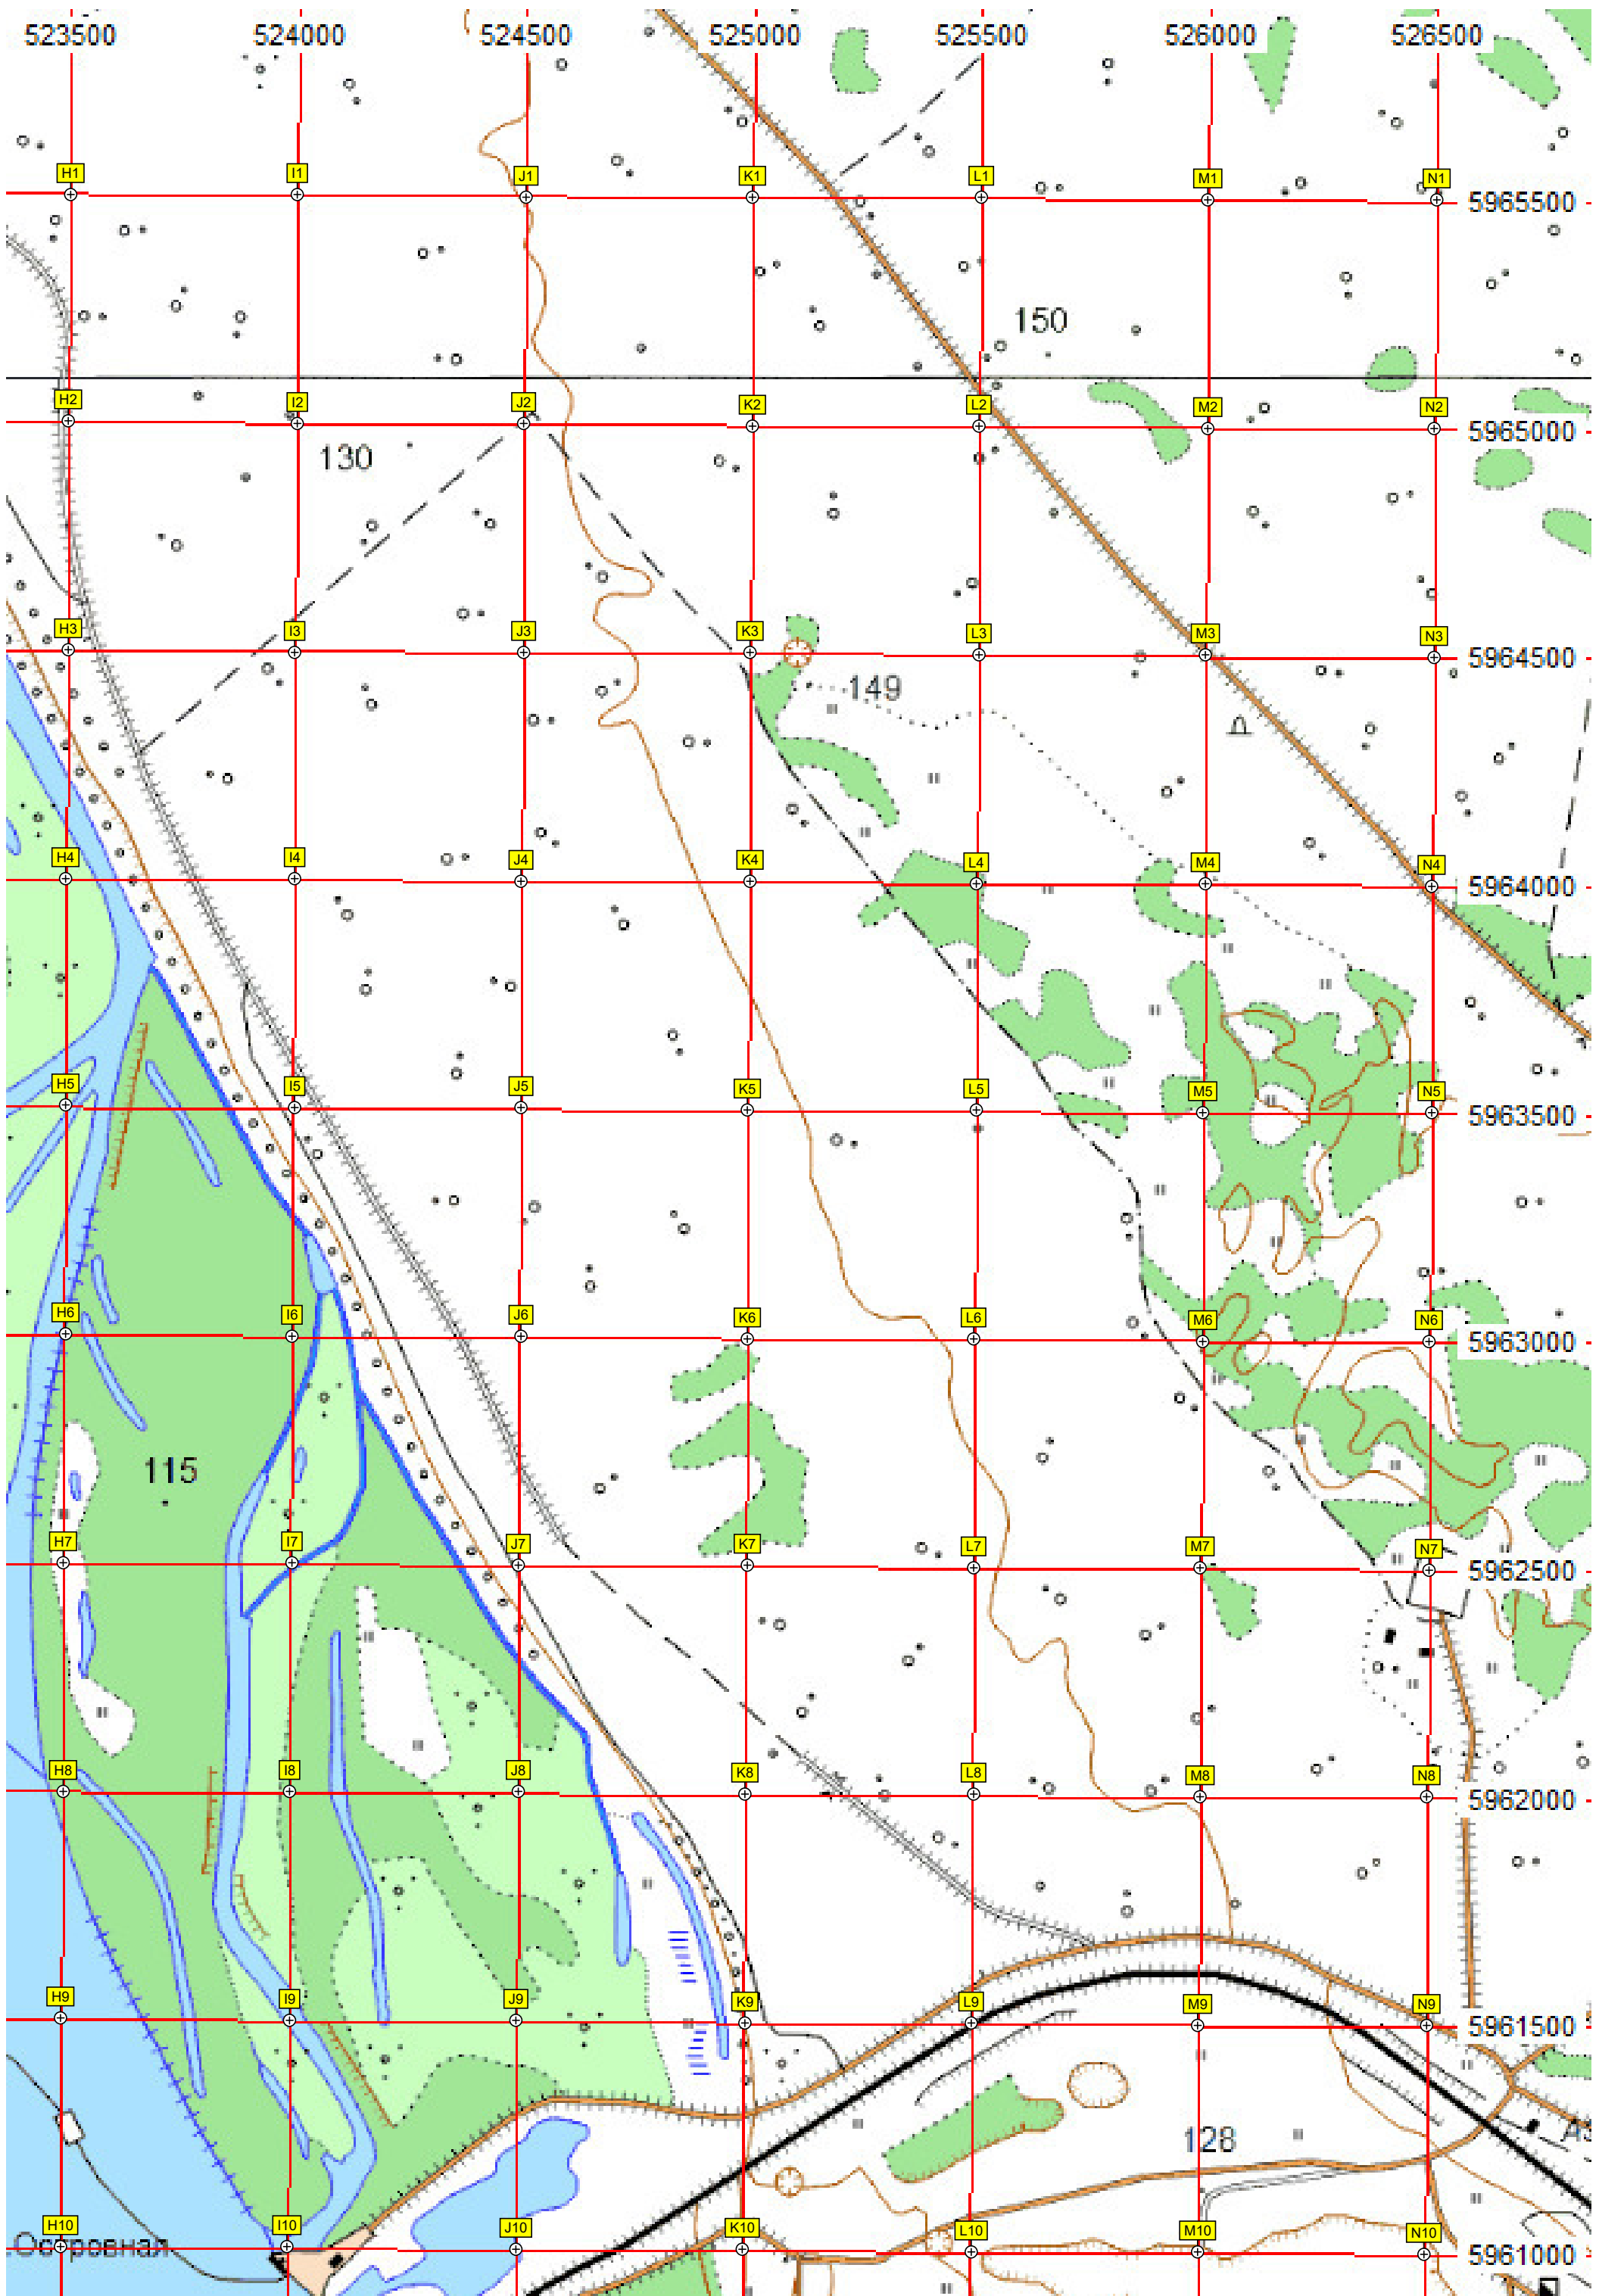 523500 524000 524500 525000 525500 526000 526500
H1 I1 J1 K1 L1 M1 N1
5965500
150
H2 I2 J2 K2 L2 M2 N2
5965000
130
H3 I3 J3 K3 L3 M3 N3
5964500
149
H4 I4 J4 K4 L4 M4 N4
5964000
H5 I5 J5 K5 L5 M5 N5
5963500
H6 I6 J6 K6 L6 M6 N6
5963000
115
H7 I7 J7 K7 L7 M7 N7
5962500
H8 I8 J8 K8 L8 M8 N8
5962000
H9 I9 J9 K9 L9 M9 N9
5961500
128
H10 I10 J10 K10 L10 M10 N10
Островная
5961000